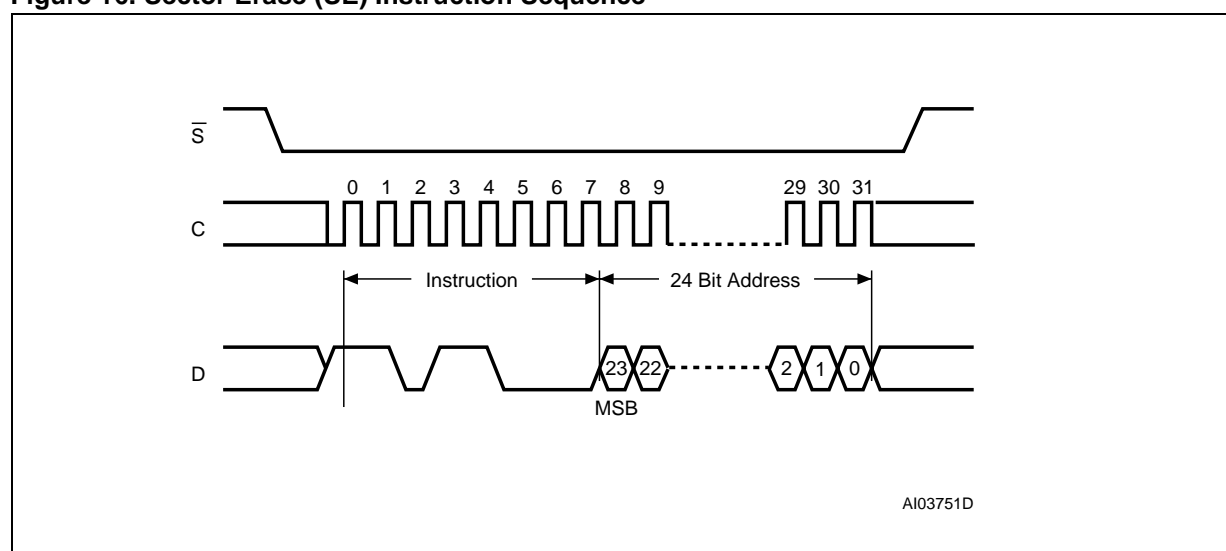 Figure 16. Sector Erase (SE) Instruction Sequence
S
0 1 2 3 4 5 6 7 8 9 29 30 31
C
Instruction 24 Bit Address
D 23 22 2 1 0
MSB
AI03751D